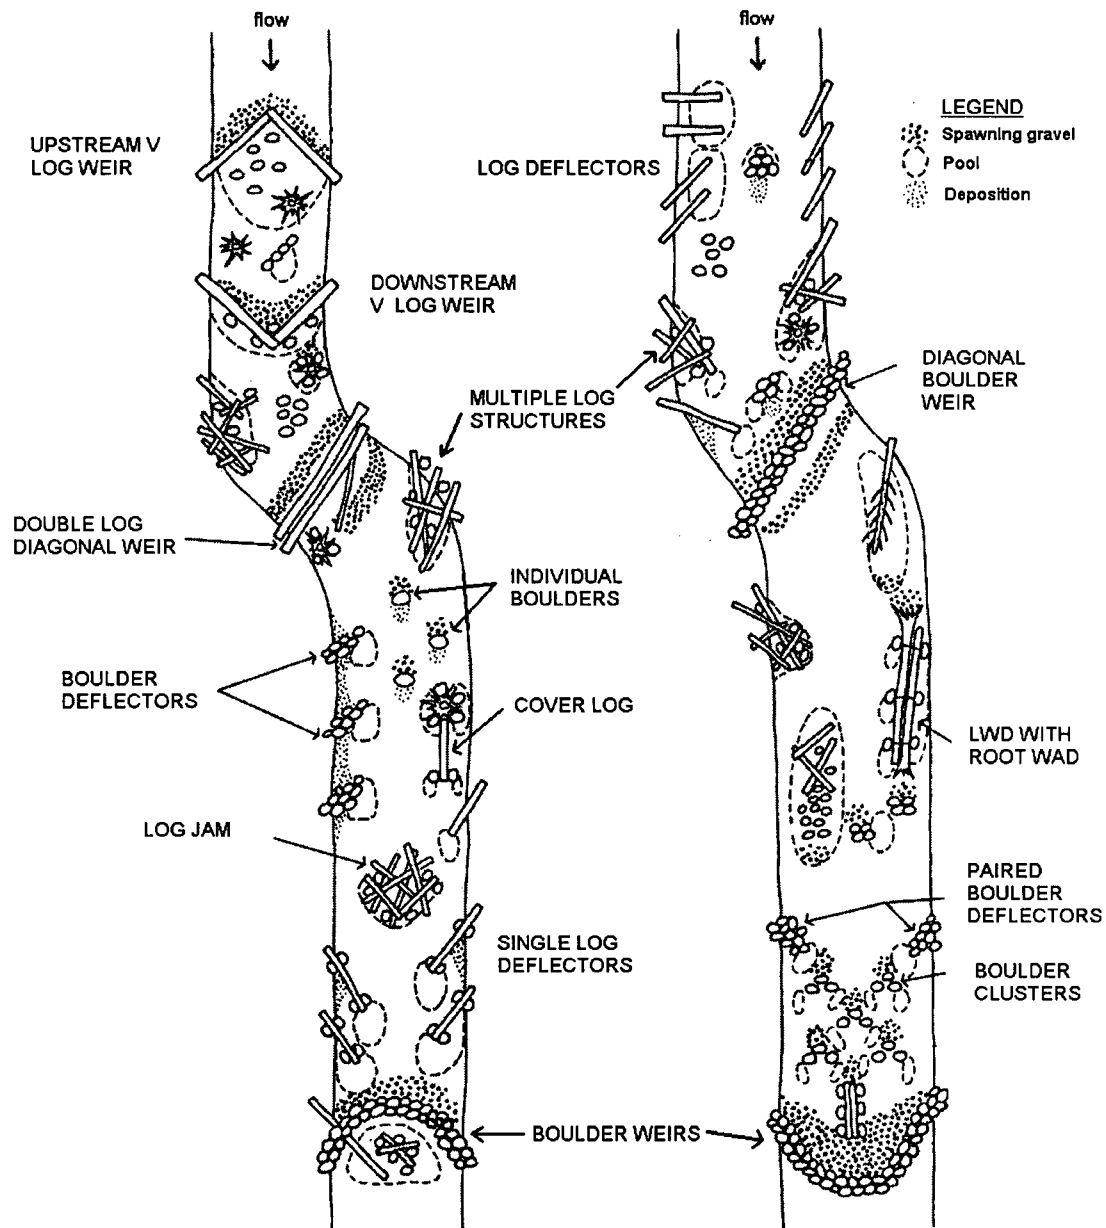 flow
flow
LEGEND
Spawning gravel
Pool
Deposition
UPSTREAM V
LOG WEIR
LOG DEFLECTORS
DOWNSTREAM
V LOG WEIR
MULTIPLE LOG
STRUCTURES
DIAGONAL
BOULDER
WEIR
DOUBLE LOG
DIAGONAL WEIR
INDIVIDUAL
BOULDERS
BOULDER
DEFLECTORS
COVER LOG
LWD WITH
ROOT WAD
LOG JAM
PAIRED
BOULDER
DEFLECTORS
SINGLE LOG
DEFLECTORS
BOULDER
CLUSTERS
BOULDER WEIRS